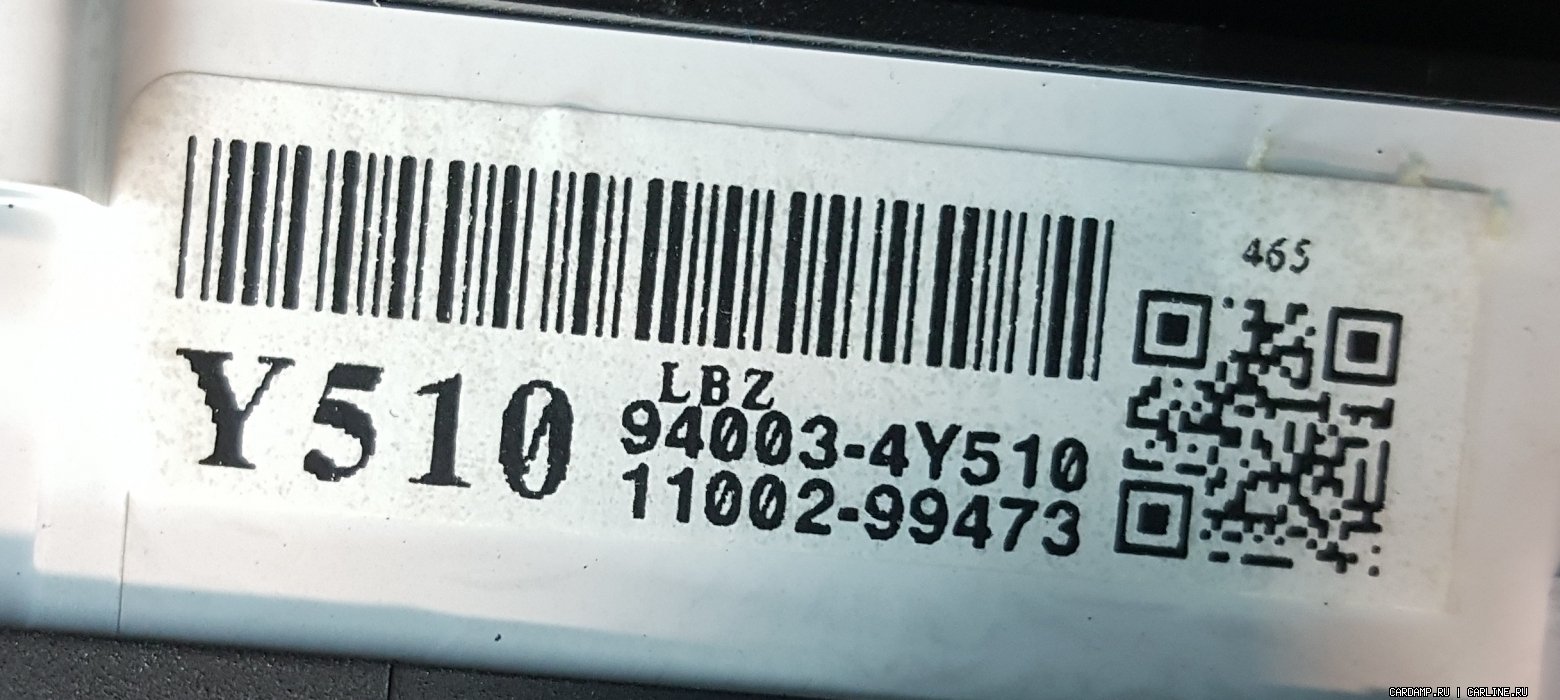 465
Y510
LBZ
94003-4Y510
11002-99473
CARDAMP.RU | CARLINE.RU